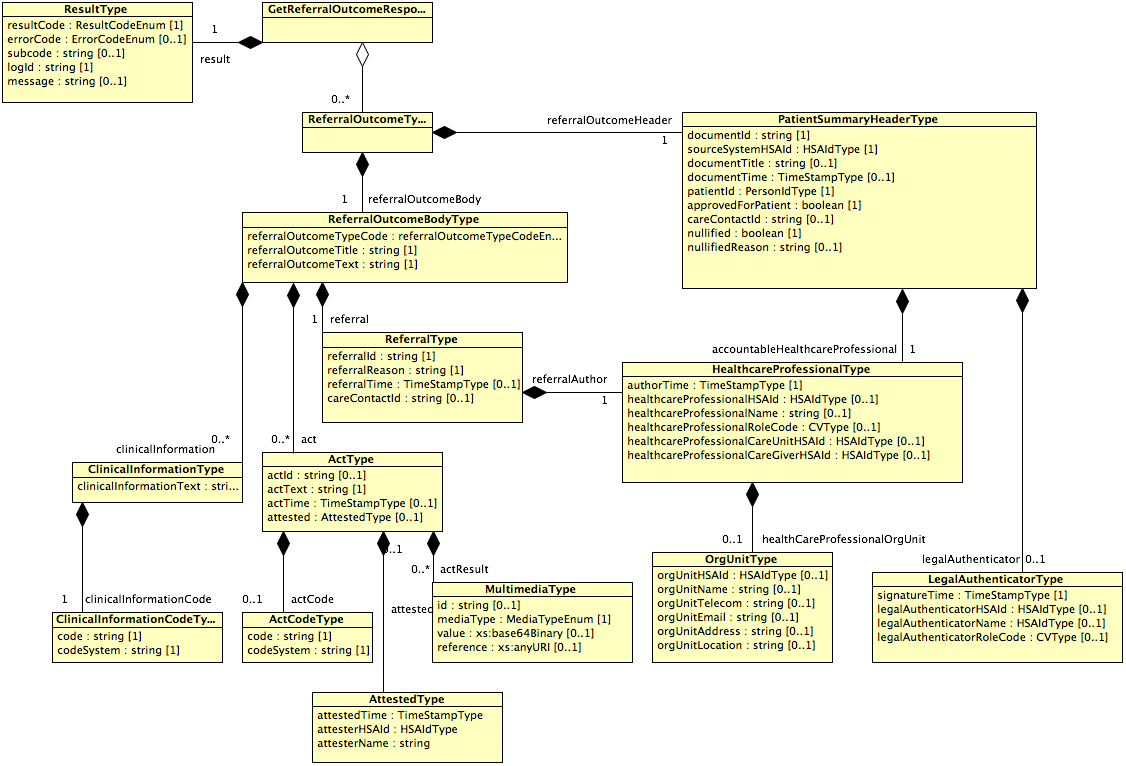 ResultType
resultCode : ResultCodeEnum [1]
errorCode : ErrorCodeEnum [0..1]
subcode : string [0..1]
logId : string [1]
message : string [0..1]
1
result
GetReferralOutcomeRespo...
0..*
ReferralOutcomeTy...
referralOutcomeHeader
1
PatientSummaryHeaderType
documentId : string [1]
sourceSystemHSAId : HSAIdType [1]
documentTitle : string [0..1]
documentTime : TimeStampType [0..1]
patientId : PersonIdType [1]
approvedForPatient : boolean [1]
careContactId : string [0..1]
nullified : boolean [1]
nullifiedReason : string [0..1]
1
referralOutcomeBody
ReferralOutcomeBodyType
referralOutcomeTypeCode : referralOutcomeTypeCodeEn...
referralOutcomeTitle : string [1]
referralOutcomeText : string [1]
1
referral
ReferralType
referralId : string [1]
referralReason : string [1]
referralTime : TimeStampType [0..1]
careContactId : string [0..1]
referralAuthor
1
accountableHealthcareProfessional
1
HealthcareProfessionalType
authorTime : TimeStampType [1]
healthcareProfessionalHSAId : HSAIdType [0..1]
healthcareProfessionalName : string [0..1]
healthcareProfessionalRoleCode : CVType [0..1]
healthcareProfessionalCareUnitHSAId : HSAIdType [0..1]
healthcareProfessionalCareGiverHSAId : HSAIdType [0..1]
0..*
clinicalInformation
ClinicalInformationType
clinicalInformationText : stri...
0..*
act
ActType
actId : string [0..1]
actText : string [1]
actTime : TimeStampType [0..1]
attested : AttestedType [0..1]
1
clinicalInformationCode
ClinicalInformationCodeTy...
code : string [1]
codeSystem : string [1]
0..1
actCode
ActCodeType
code : string [1]
codeSystem : string [1]
0..1
attested
0..*
actResult
MultimediaType
id : string [0..1]
mediaType : MediaTypeEnum [1]
value : xs:base64Binary [0..1]
reference : xs:anyURI [0..1]
0..1
healthCareProfessionalOrgUnit
OrgUnitType
orgUnitHSAId : HSAIdType [0..1]
orgUnitName : string [0..1]
orgUnitTelecom : string [0..1]
orgUnitEmail : string [0..1]
orgUnitAddress : string [0..1]
orgUnitLocation : string [0..1]
legalAuthenticator
0..1
LegalAuthenticatorType
signatureTime : TimeStampType [1]
legalAuthenticatorHSAId : HSAIdType [0..1]
legalAuthenticatorName : HSAIdType [0..1]
legalAuthenticatorRoleCode : CVType [0..1]
AttestedType
attestedTime : TimeStampType
attesterHSAId : HSAIdType
attesterName : string